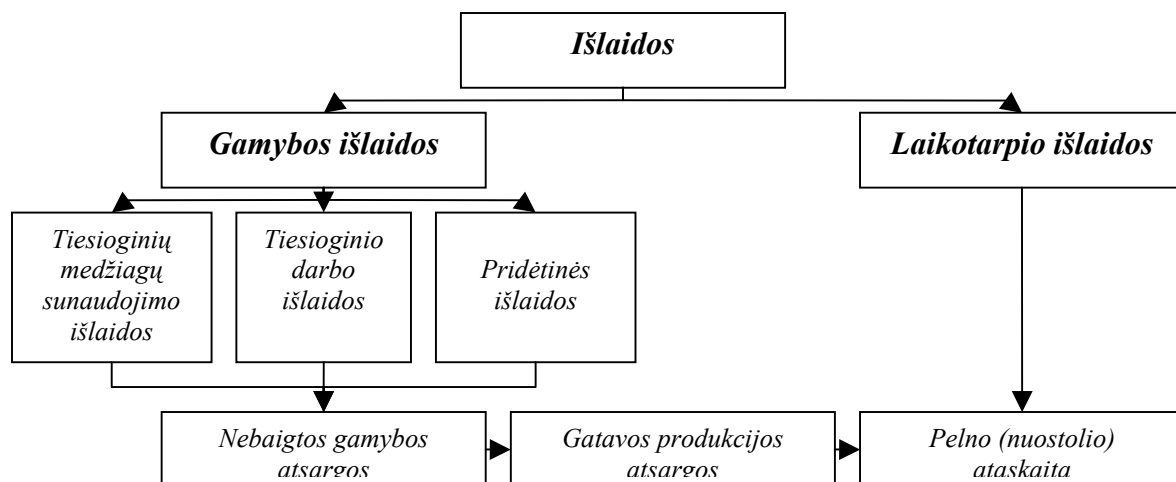 Išlaidos
Gamybos išlaidos
Laikotarpio išlaidos
Tiesioginių
medžiagų
sunaudojimo
išlaidos
Tiesioginio
darbo
išlaidos
Pridėtinės
išlaidos
Nebaigtos gamybos
atsargos
Gatavos produkcijos
atsargos
Pelno (nuostolio)
ataskaita